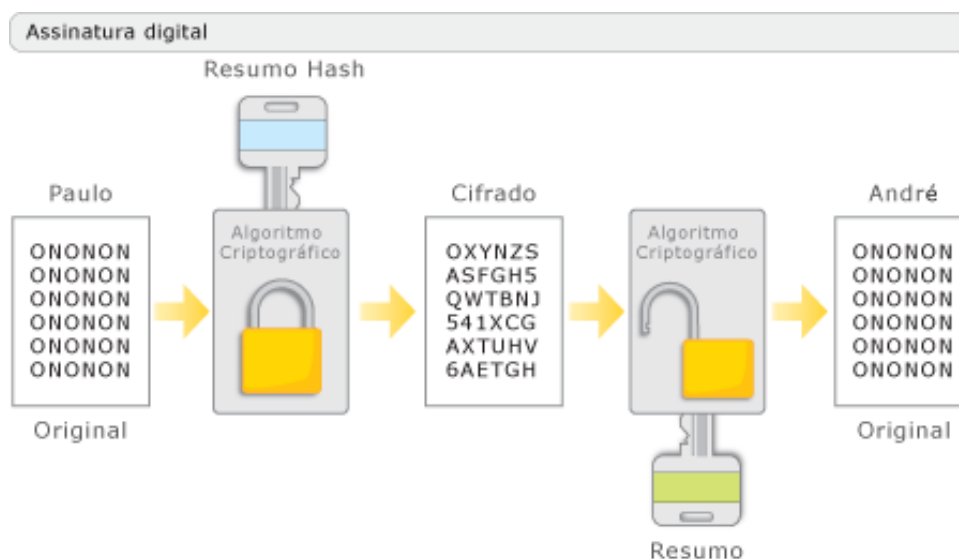 Assinatura digital
Resumo Hash
Paulo
ONONON
ONONON
ONONON
ONONON
ONONON
ONONON
Original
Algoritmo
Criptográfico
Cifrado
OXYNZS
ASFGH5
QWTBNJ
541XCG
AXTUHV
6AETGH
Algoritmo
Criptográfico
Resumo
André
ONONON
ONONON
ONONON
ONONON
ONONON
ONONON
Original